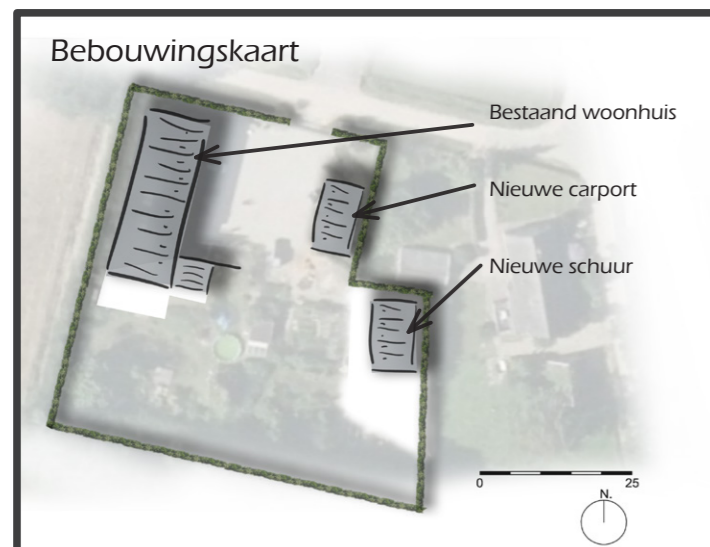 Bebouwingskaart
Bestaand woonhuis
Nieuwe carport
Nieuwe schuur
0 25
N.